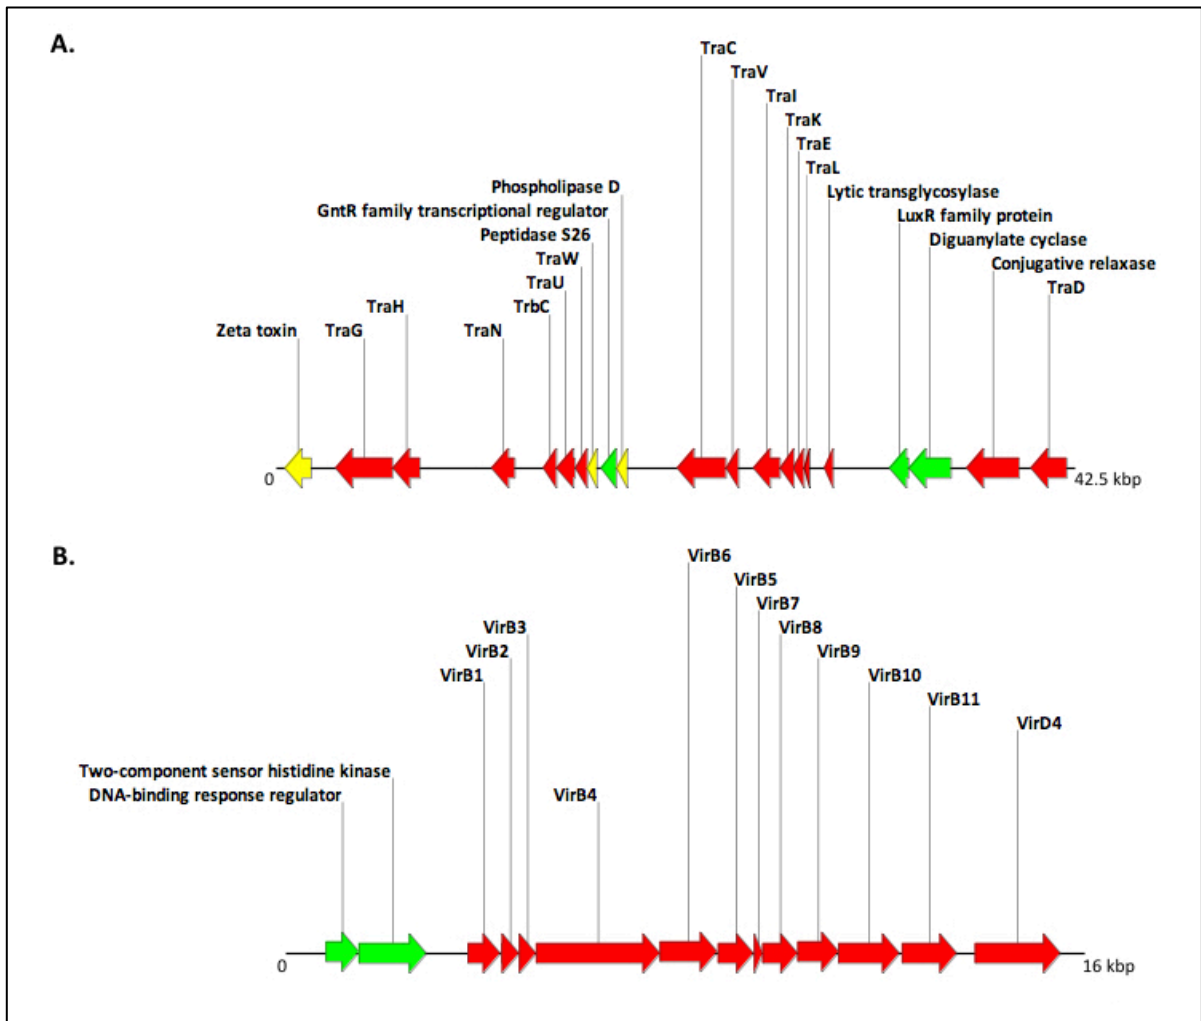 A.
TraC
TraV
TraI
TraK
TraE
TraL
Phospholipase D
Lytic transglycosylase
GntR family transcriptional regulator
LuxR family protein
Peptidase S26
Diguanylate cyclase
TraW
Conjugative relaxase
TraU
TraD
TraH
TrbC
Zeta toxin
TraG
TraN
0
42.5 kbp
B.
VirB6
VirB5
VirB7
VirB3
VirB8
VirB2
VirB9
VirB1
VirB10
VirB11
VirD4
Two-component sensor histidine kinase
DNA-binding response regulator
VirB4
0
16 kbp